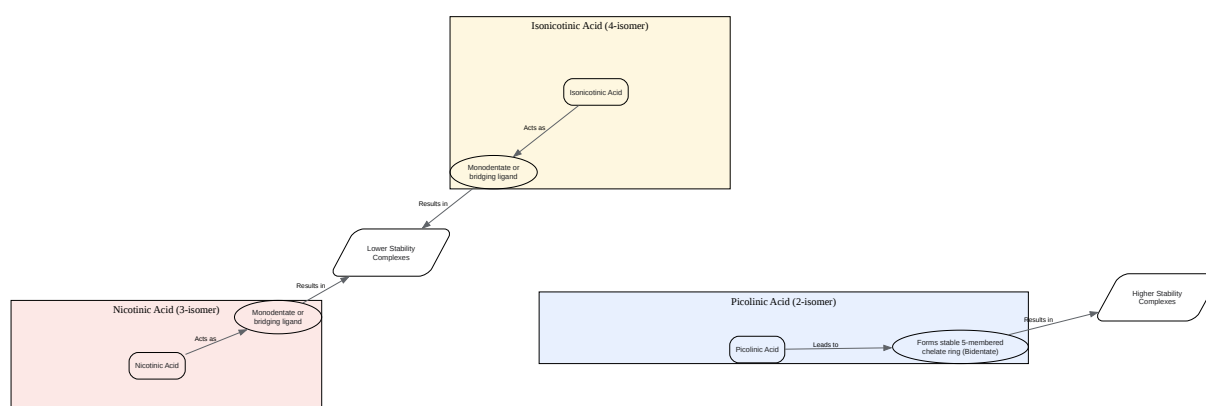 Isonicotinic Acid (4-isomer)
Isonicotinic Acid
Acts as
Monodentate or
bridging ligand
Results in
Lower Stability
Complexes
Results in
Nicotinic Acid (3-isomer)
Monodentate or
bridging ligand
Acts as
Nicotinic Acid
Picolinic Acid (2-isomer)
Picolinic Acid
Leads to
Forms stable 5-membered
chelate ring (Bidentate)
Results in
Higher Stability
Complexes